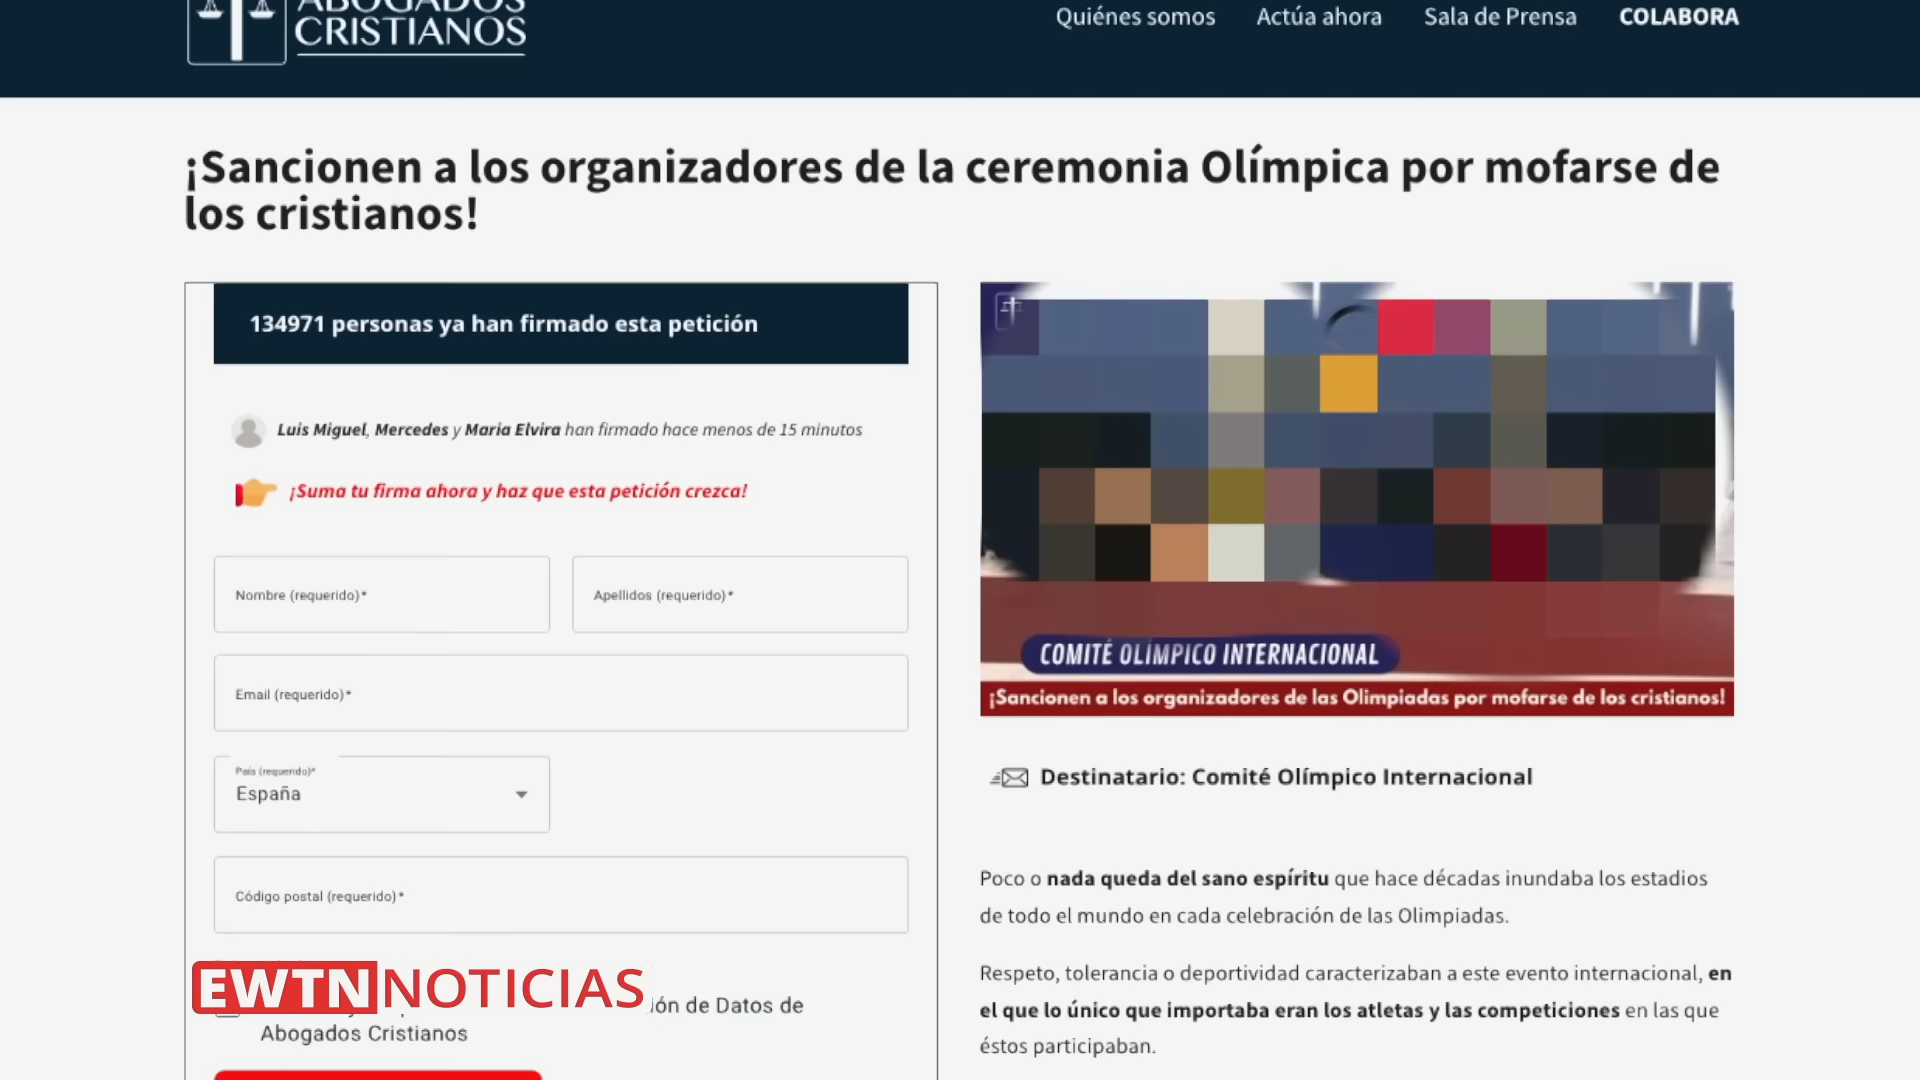 ABOGADOS
CRISTIANOS
Quiénes somos
Actúa ahora
Sala de Prensa
COLABORA
¡Sancionen a los organizadores de la ceremonia Olímpica por mofarse de
los cristianos!
134971 personas ya han firmado esta petición
Luis Miguel, Mercedes y Maria Elvira han firmado hace menos de 15 minutos
¡Suma tu firma ahora y haz que esta petición crezca!
Nombre (requerido)*
Apellidos (requerido)*
Email (requerido)*
País (requerido)*
España
Código postal (requerido)*
EWTN NOTICIAS
ión de Datos de
Abogados Cristianos
COMITÉ OLÍMPICO INTERNACIONAL
¡Sancionen a los organizadores de las Olimpiadas por mofarse de los cristianos!
Destinatario: Comité Olímpico Internacional
Poco o nada queda del sano espíritu que hace décadas inundaba los estadios
de todo el mundo en cada celebración de las Olimpiadas.
Respeto, tolerancia o deportividad caracterizaban a este evento internacional, en
el que lo único que importaba eran los atletas y las competiciones en las que
éstos participaban.